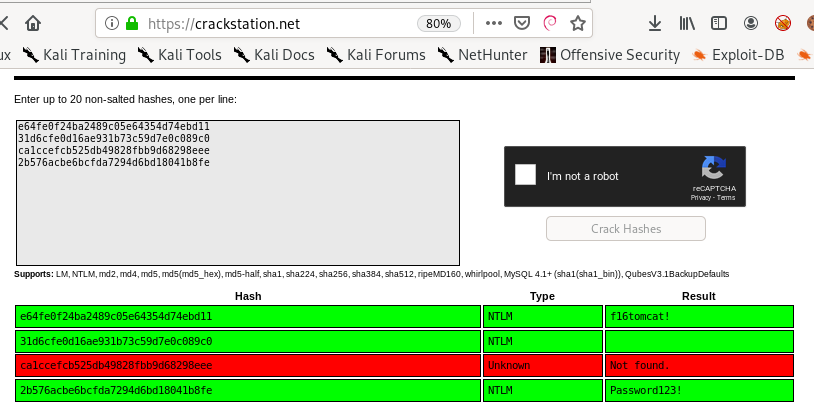 https://crackstation.net
80%
ux Kali Training Kali Tools Kali Docs Kali Forums NetHunter Offensive Security Exploit-DB
Enter up to 20 non-salted hashes, one per line:
e64fe0f24ba2489c05e64354d74ebd11
31d6cfe0d16ae931b73c59d7e0c089c0
ca1ccefcb525db49828fbb9d68298eee
2b576acbe6bcfda7294d6bd18041b8fe
I'm not a robot
reCAPTCHA
Privacy - Terms
Crack Hashes
Supports: LM, NTLM, md2, md4, md5, md5(md5_hex), md5-half, sha1, sha224, sha256, sha384, sha512, ripeMD160, whirlpool, MySQL 4.1+ (sha1(sha1_bin)), QubesV3.1BackupDefaults
Hash Type Result
e64fe0f24ba2489c05e64354d74ebd11 NTLM f16tomcat!
31d6cfe0d16ae931b73c59d7e0c089c0 NTLM
ca1ccefcb525db49828fbb9d68298eee Unknown Not found.
2b576acbe6bcfda7294d6bd18041b8fe NTLM Password123!